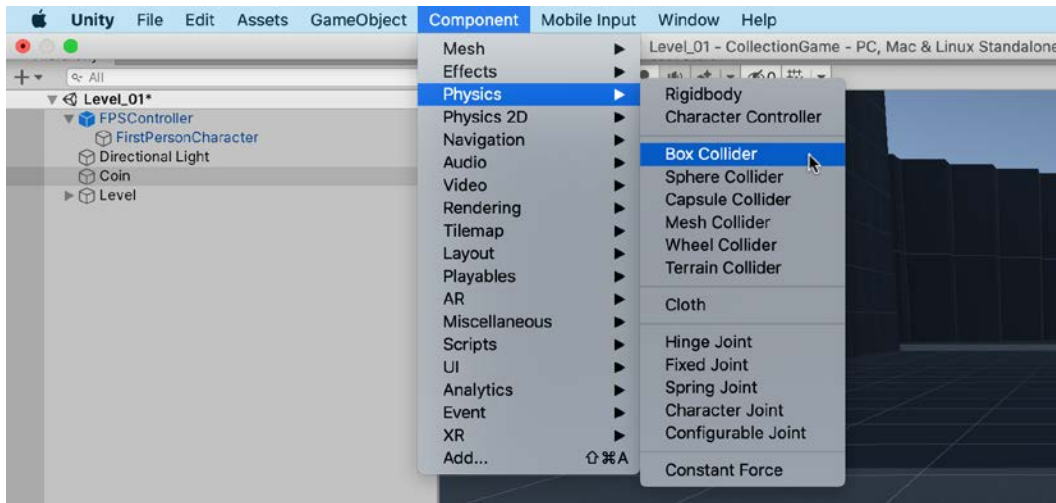 Unity File Edit Assets GameObject Component Mobile Input Window Help
Level_01 - CollectionGame - PC, Mac & Linux Standalone
All
Level_01*
FPSController
FirstPersonCharacter
Directional Light
Coin
Level
Mesh
Effects
Physics
Physics 2D
Navigation
Audio
Video
Rendering
Tilemap
Layout
Playables
AR
Miscellaneous
Scripts
UI
Analytics
Event
XR
Add... ⇧⌘A
Rigidbody
Character Controller
Box Collider
Sphere Collider
Capsule Collider
Mesh Collider
Wheel Collider
Terrain Collider
Cloth
Hinge Joint
Fixed Joint
Spring Joint
Character Joint
Configurable Joint
Constant Force